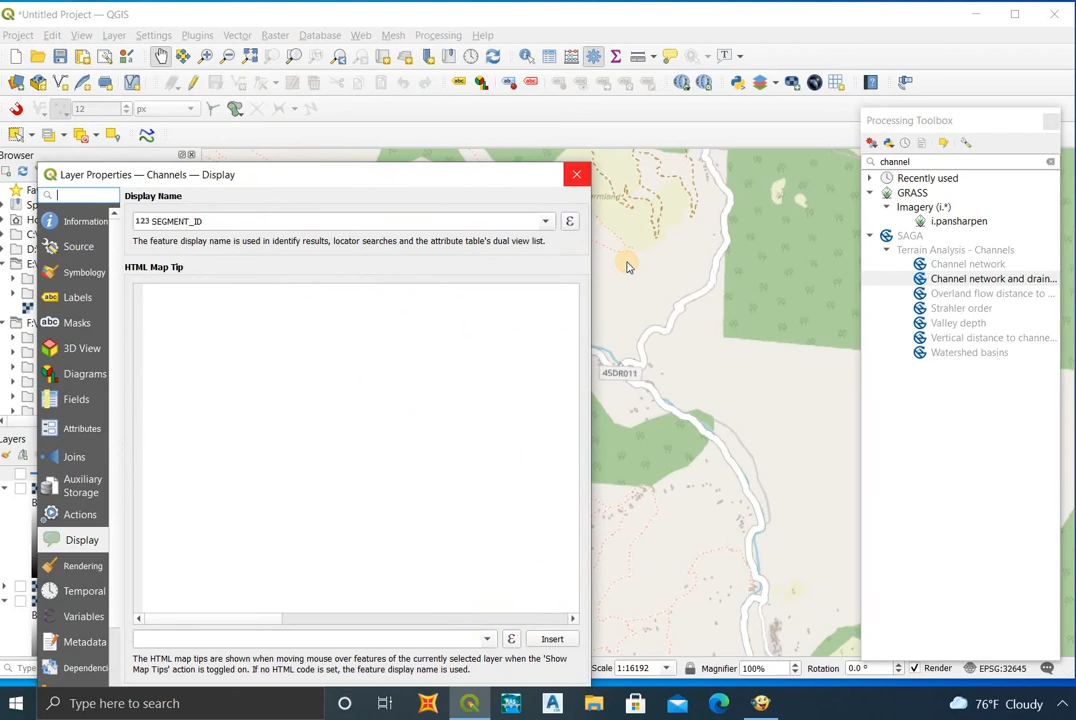 *Untitled Project — QGIS
Project Edit View Layer Settings Plugins Vector Raster Database Web Mesh Processing Help
12 px
Browser
Layer Properties — Channels — Display
Information
Source
Symbology
Labels
Masks
3D View
Diagrams
Fields
Attributes
Joins
Auxiliary
Storage
Actions
Display
Rendering
Temporal
Variables
Metadata
Dependenci
Display Name
123 SEGMENT_ID
The feature display name is used in identify results, locator searches and the attribute table's dual view list.
HTML Map Tip
Insert
The HTML map tips are shown when moving mouse over features of the currently selected layer when the 'Show
Map Tips' action is toggled on. If no HTML code is set, the feature display name is used.
Layers
45DR011
Processing Toolbox
channel
Recently used
GRASS
Imagery (i.*)
i.pansharpen
SAGA
Terrain Analysis - Channels
Channel network
Channel network and drain...
Overland flow distance to ...
Strahler order
Valley depth
Vertical distance to channe...
Watershed basins
Scale 1:16192 Magnifier 100% Rotation 0.0 ° Render EPSG:32645
Type here to search
76°F Cloudy